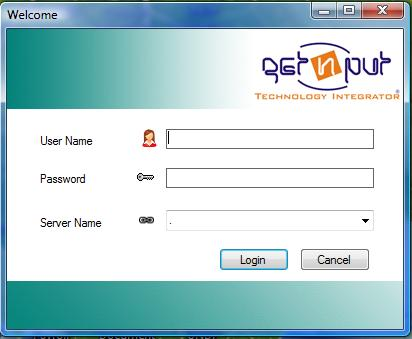 Welcome
getnput
TECHNOLOGY INTEGRATOR®
User Name
Password
Server Name
.
Login
Cancel